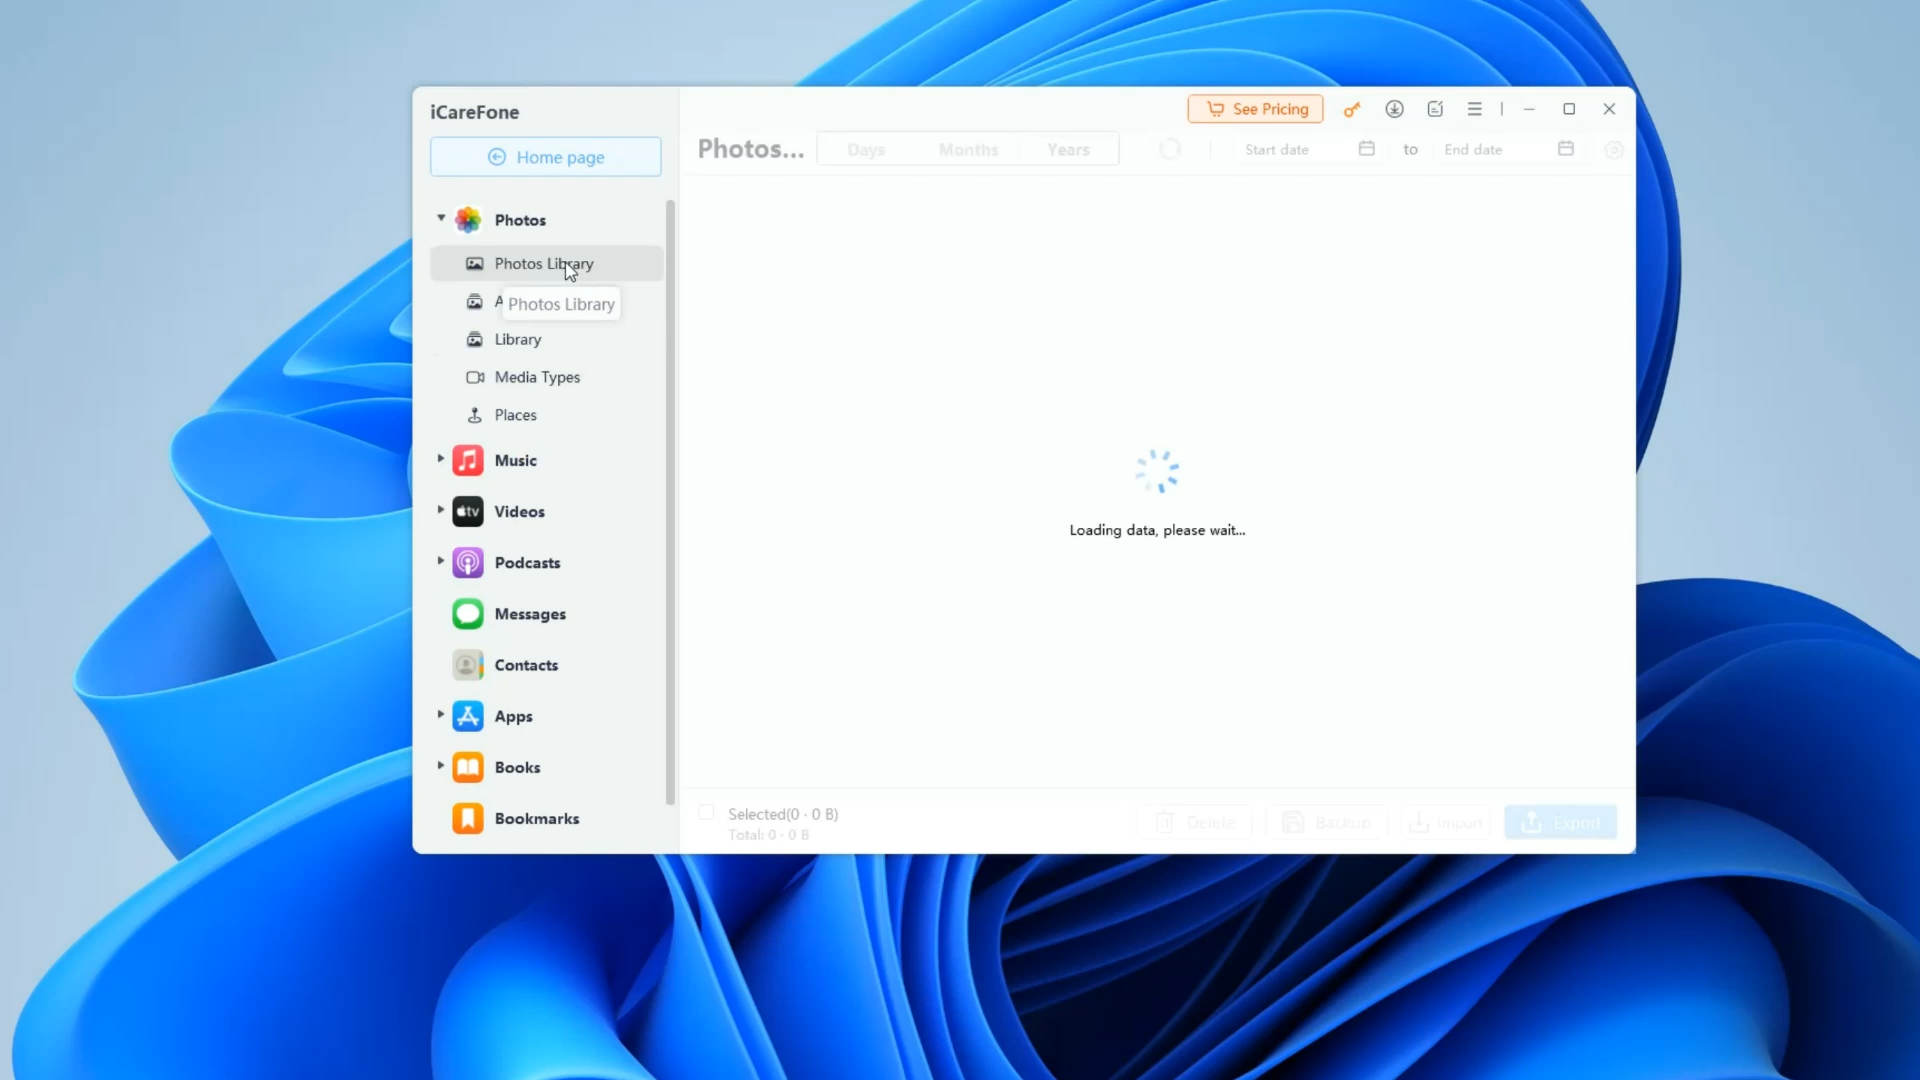 iCareFone
See Pricing
Home page
Photos...
Days
Months
Years
Start date
to
End date
Photos
Photos Library
A
Photos Library
Library
Media Types
Places
Music
tv
Videos
Podcasts
Messages
Contacts
Apps
Books
Bookmarks
Loading data, please wait...
Selected(0 · 0 B)
Total: 0 · 0 B
Delete
Backup
Import
Export